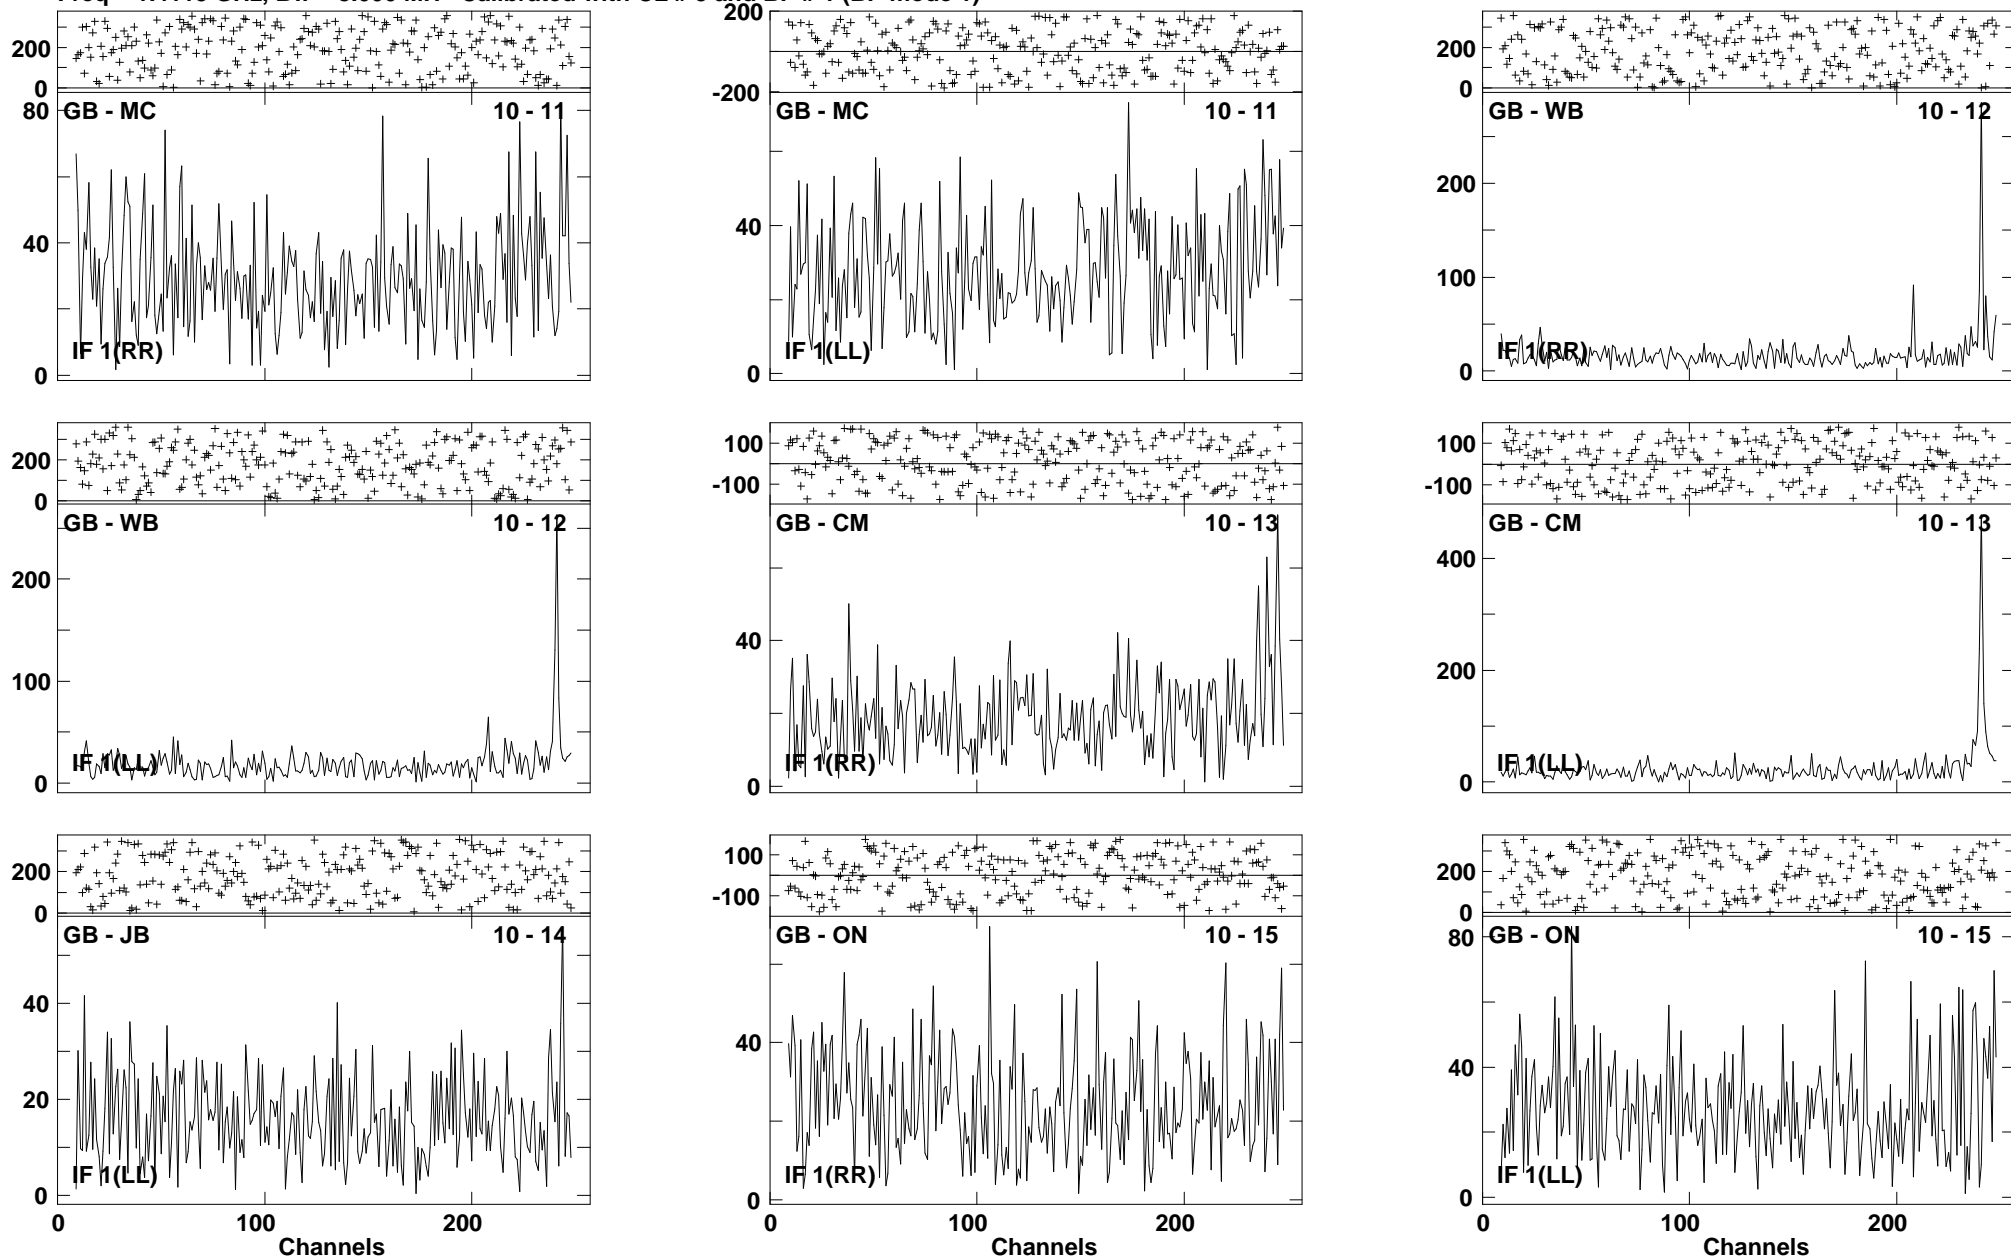 200
0
80
40
0
GB - MC 10 - 11
IF 1(RR)
200
-200
40
0
GB - MC 10 - 11
IF 1(LL)
200
0
200
100
0
GB - WB 10 - 12
IF 1(RR)
200
0
200
100
0
GB - WB 10 - 12
IF 1(LL)
100
-100
40
0
GB - CM 10 - 13
IF 1(RR)
100
-100
400
200
0
GB - CM 10 - 13
IF 1(LL)
200
0
40
20
0
GB - JB 10 - 14
IF 1(LL)
0 100 200
Channels
100
-100
40
0
GB - ON 10 - 15
IF 1(RR)
0 100 200
Channels
200
0
80
40
0
GB - ON 10 - 15
IF 1(LL)
0 100 200
Channels